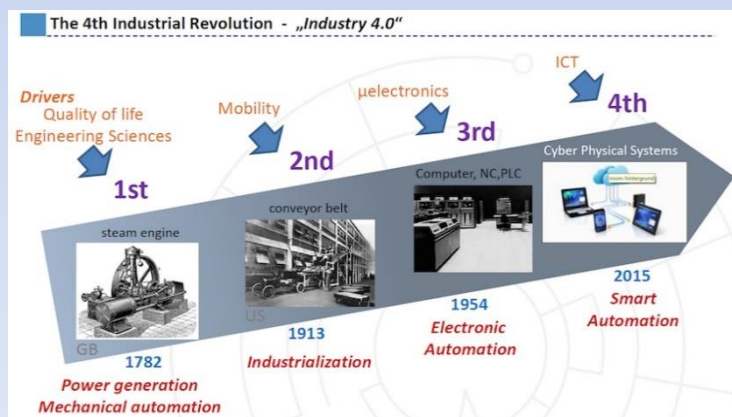 The 4th Industrial Revolution - „Industry 4.0“
Drivers
Quality of life
Engineering Sciences
1st
steam engine
GB
1782
Power generation
Mechanical automation
Mobility
2nd
conveyor belt
US
1913
Industrialization
µelectronics
3rd
Computer, NC,PLC
1954
Electronic
Automation
ICT
4th
Cyber Physical Systems
2015
Smart
Automation